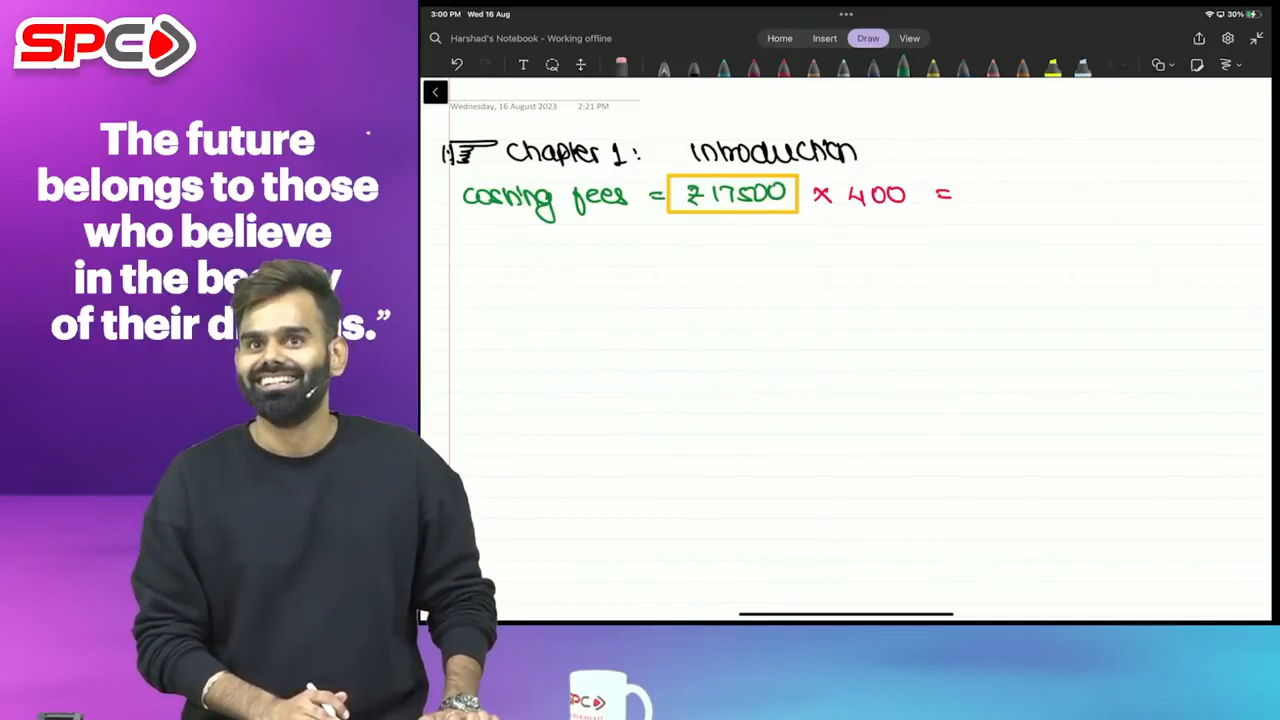 SPC
The future
belongs to those
who believe
in the be y
of their d s.”
3:00 PM Wed 16 Aug
30%
Harshad's Notebook - Working offline
Home Insert Draw View
T
Wednesday, 16 August 2023 2:21 PM
Chapter 1: Introduction
coaching fees = ₹17500 × 400 =
SPC